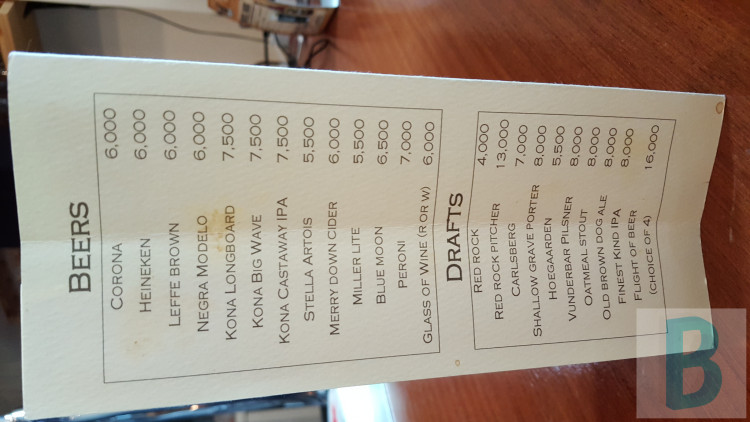 BEERS
CORONA 6,000
HEINEKEN 6,000
LEFFE BROWN 6,000
NEGRA MODELO 6,000
KONA LONGBOARD 7,500
KONA BIG WAVE 7,500
KONA CASTAWAY IPA 7,500
STELLA ARTOIS 5,500
MERRY DOWN CIDER 6,000
MILLER LITE 5,500
BLUE MOON 6,500
PERONI 7,000
GLASS OF WINE (R OR W) 6,000
DRAFTS
RED ROCK 4,000
RED ROCK PITCHER 13,000
CARLSBERG 7,000
SHALLOW GRAVE PORTER 8,000
HOEGAARDEN 5,500
VUNDERBAR PILSNER 8,000
OATMEAL STOUT 8,000
OLD BROWN DOG ALE 8,000
FINEST KIND IPA 8,000
FLIGHT OF BEER
(CHOICE OF 4) 16,000
B